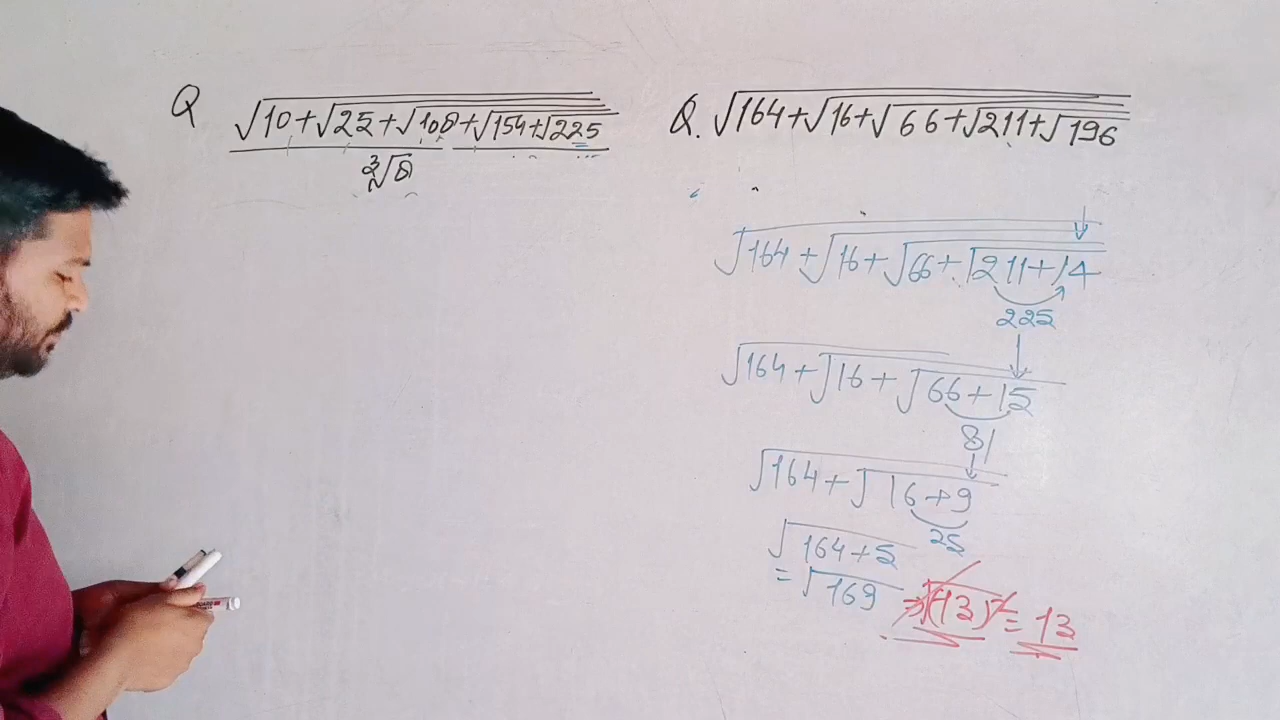 Q √10+√25+√108+√154+√225
∛8
Q. √164+√16+√66+√211+√196
√164+√16+√66+√211+14
225
√164+√16+√66+15
81
√164+√16+9
25
√164+5
=√169 ⇒√(13)² = 13